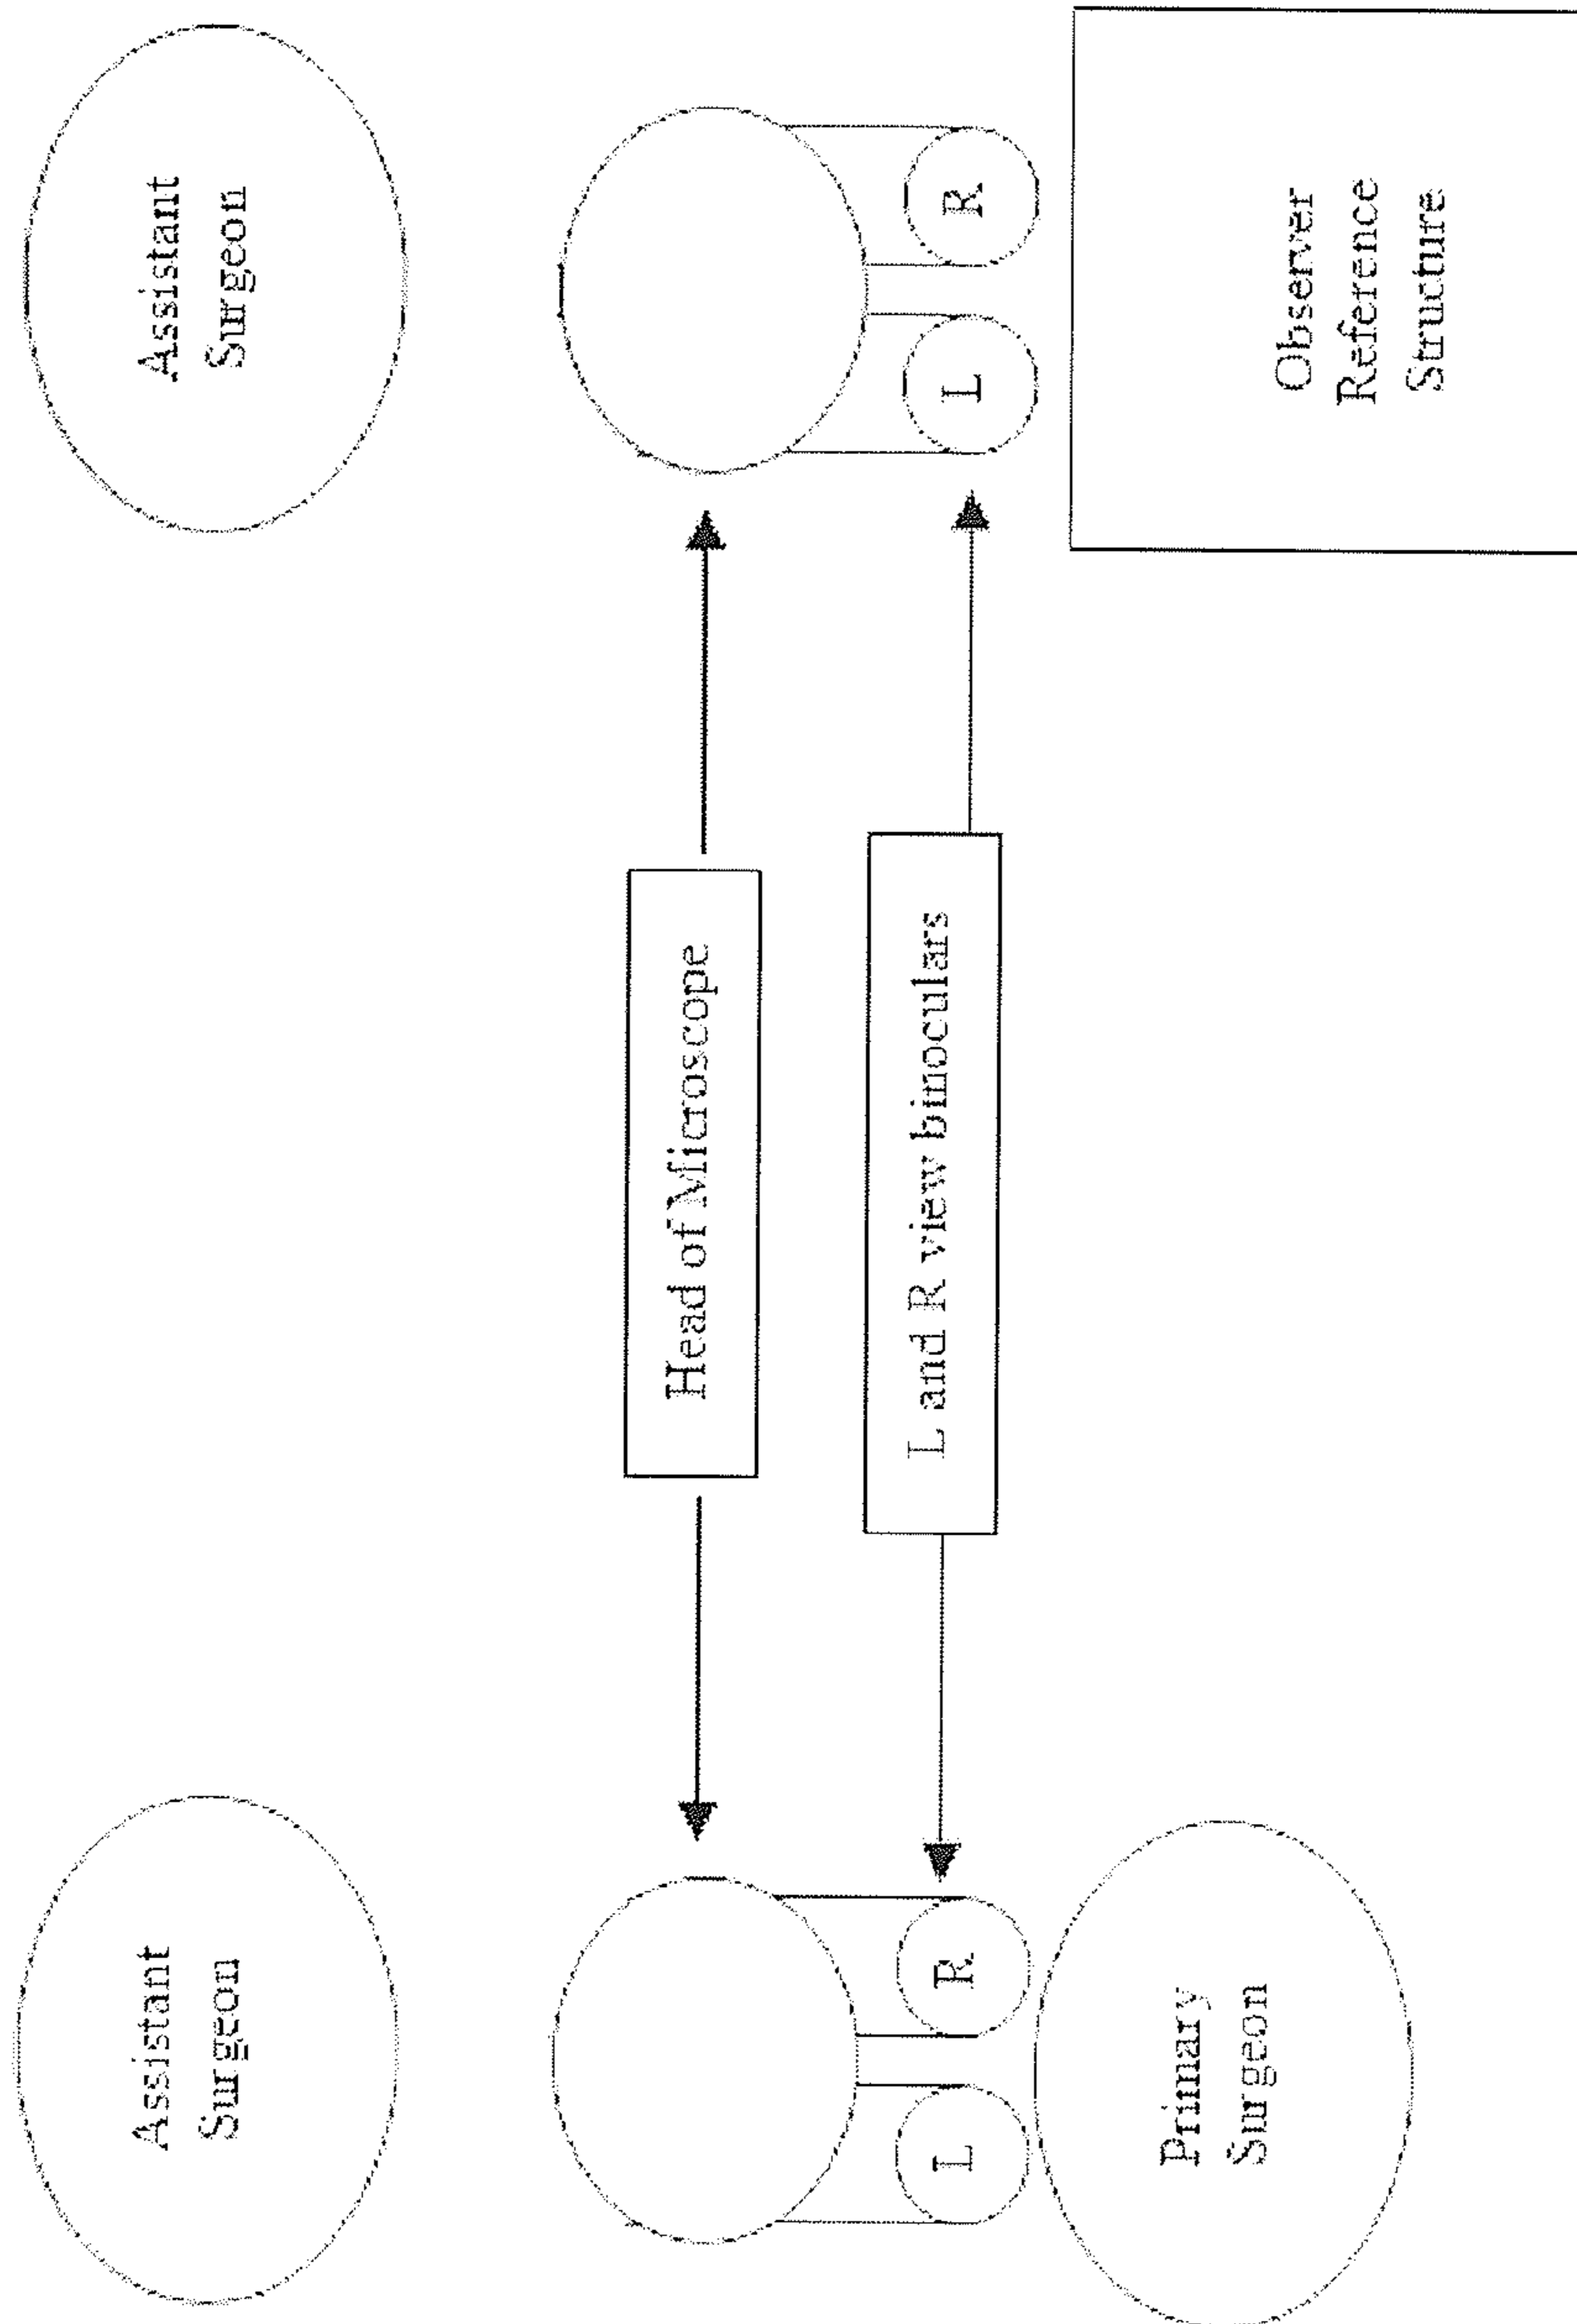 Assistant
Surgeon
Assistant
Surgeon
Head of Microscope
L
R
L and R view binoculars
L
R
Primary
Surgeon
Observer
Reference
Structure